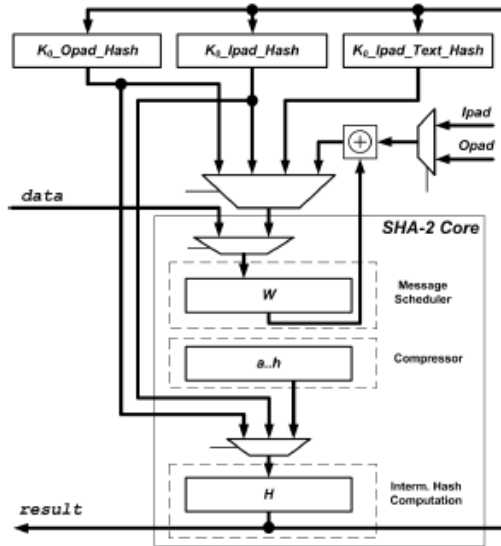 K₀_Opad_Hash
K₀_Ipad_Hash
K₀_Ipad_Text_Hash
Ipad
Opad
data
SHA-2 Core
W
Message
Scheduler
a..h
Compressor
H
Interm. Hash
Computation
result